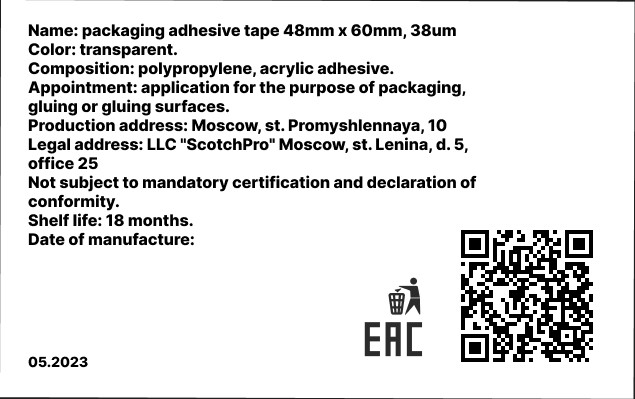 Name: packaging adhesive tape 48mm x 60mm, 38um
Color: transparent.
Composition: polypropylene, acrylic adhesive.
Appointment: application for the purpose of packaging,
gluing or gluing surfaces.
Production address: Moscow, st. Promyshlennaya, 10
Legal address: LLC "ScotchPro" Moscow, st. Lenina, d. 5,
office 25
Not subject to mandatory certification and declaration of
conformity.
Shelf life: 18 months.
Date of manufacture:
EAC
05.2023